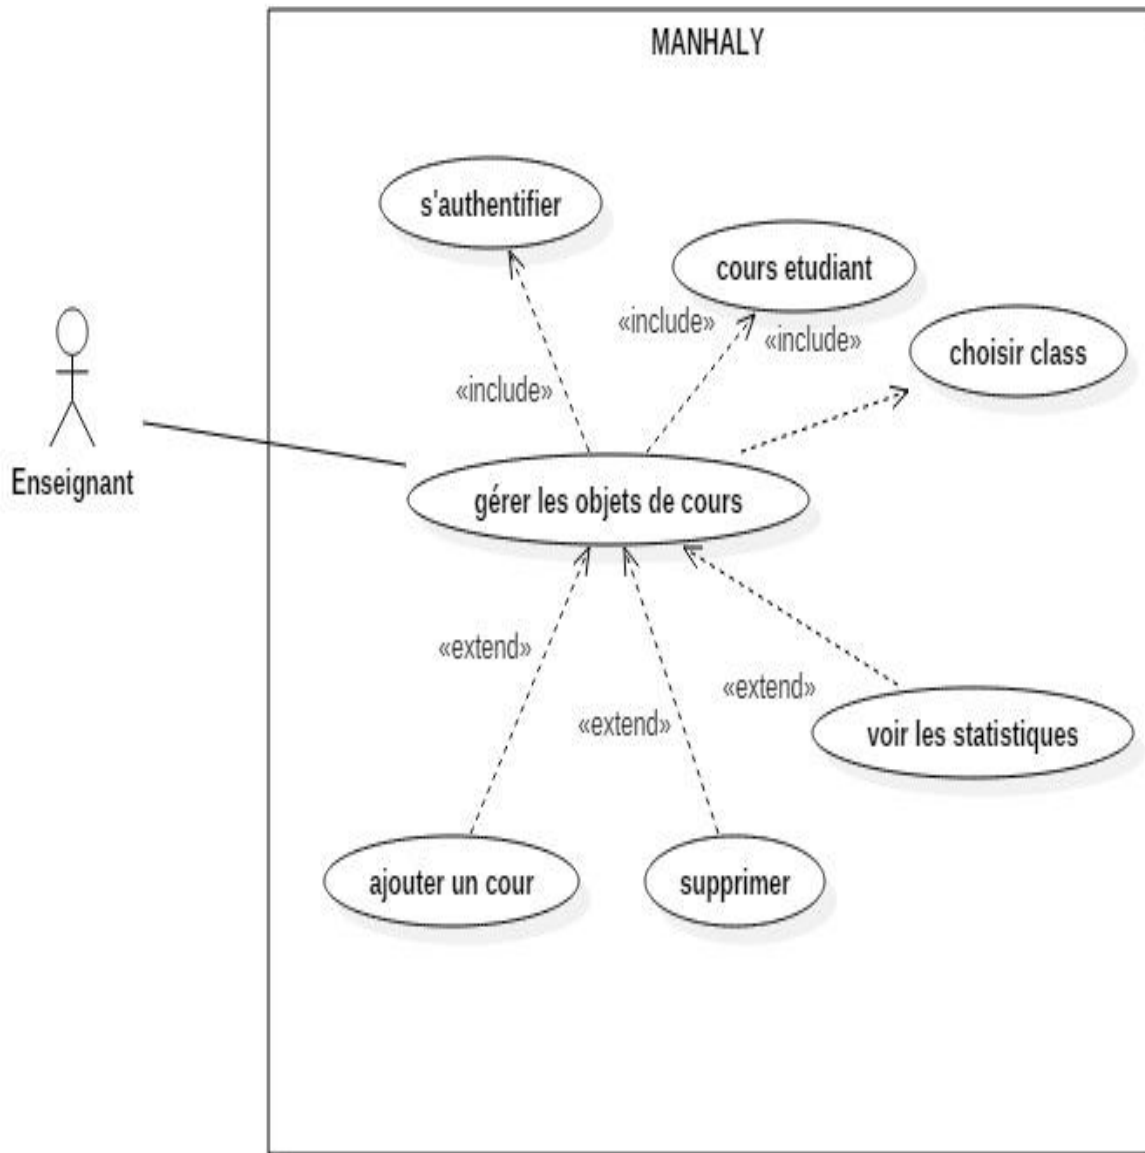 MANHALY
s'authentifier
cours etudiant
«include»
«include»
choisir class
«include»
Enseignant
gérer les objets de cours
«extend»
«extend»
«extend»
voir les statistiques
ajouter un cour
supprimer